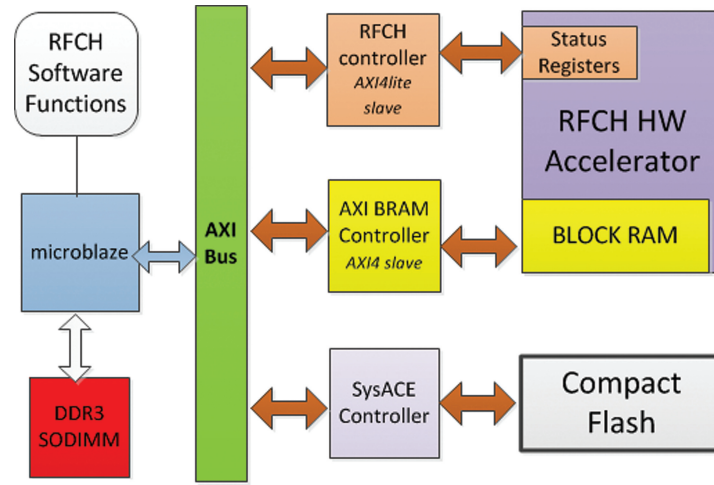 RFCH
Software
Functions
microblaze
DDR3
SODIMM
AXI
Bus
RFCH
controller
AXI4lite
slave
AXI BRAM
Controller
AXI4 slave
SysACE
Controller
Status
Registers
RFCH HW
Accelerator
BLOCK RAM
Compact
Flash